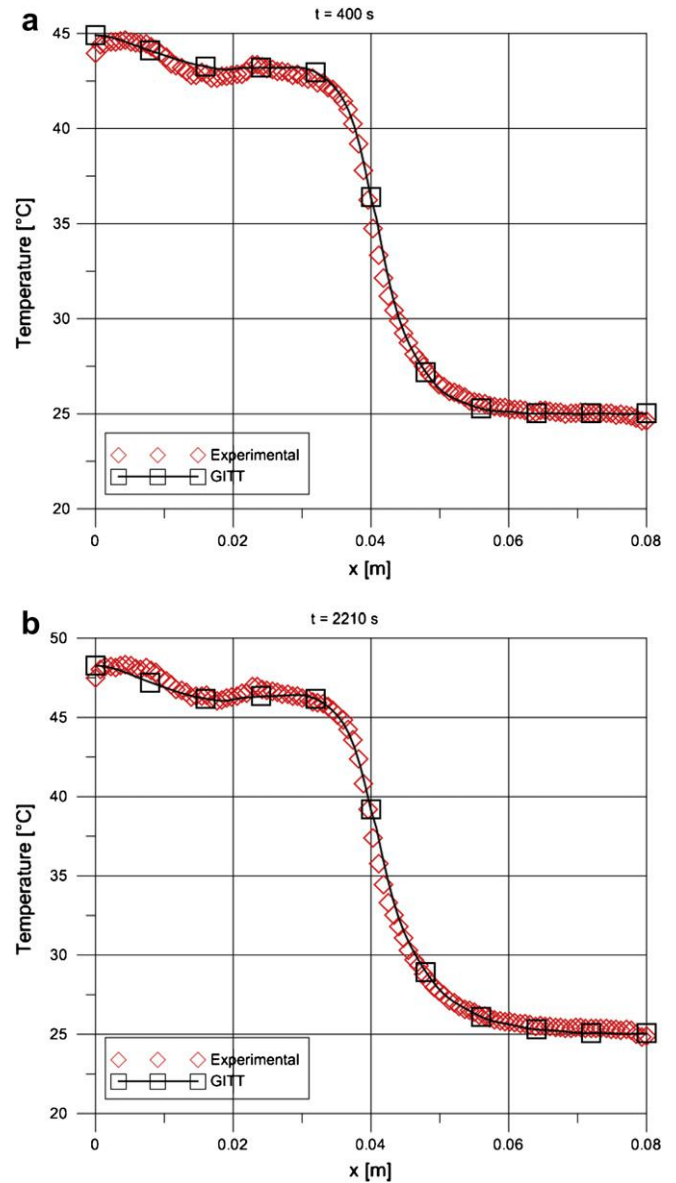 a
t = 400 s
45
40
35
30
25
20
Temperature [°C]
Experimental
GITT
0
0.02
0.04
0.06
0.08
x [m]
b
t = 2210 s
50
45
40
35
30
25
20
Temperature [°C]
Experimental
GITT
0
0.02
0.04
0.06
0.08
x [m]